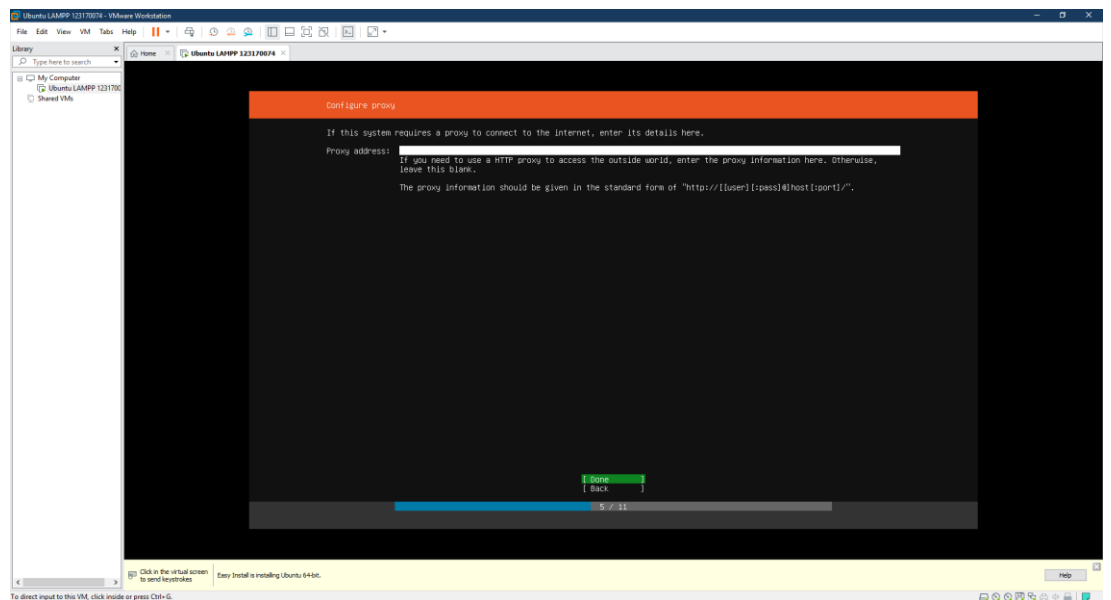 Ubuntu LAMPP 123170074 - VMware Workstation
File Edit View VM Tabs Help
Library
Home
Ubuntu LAMPP 123170074
Type here to search
My Computer
Ubuntu LAMPP 1231700
Shared VMs
Configure proxy
If this system requires a proxy to connect to the internet, enter its details here.
Proxy address:
If you need to use a HTTP proxy to access the outside world, enter the proxy information here. Otherwise,
leave this blank.
The proxy information should be given in the standard form of "http://[[user][:pass]@]host[:port]/".
[ Done ]
[ Back ]
5 / 11
Click in the virtual screen
to send keystrokes
Easy Install is installing Ubuntu 64-bit.
Help
To direct input to this VM, click inside or press Ctrl+G.